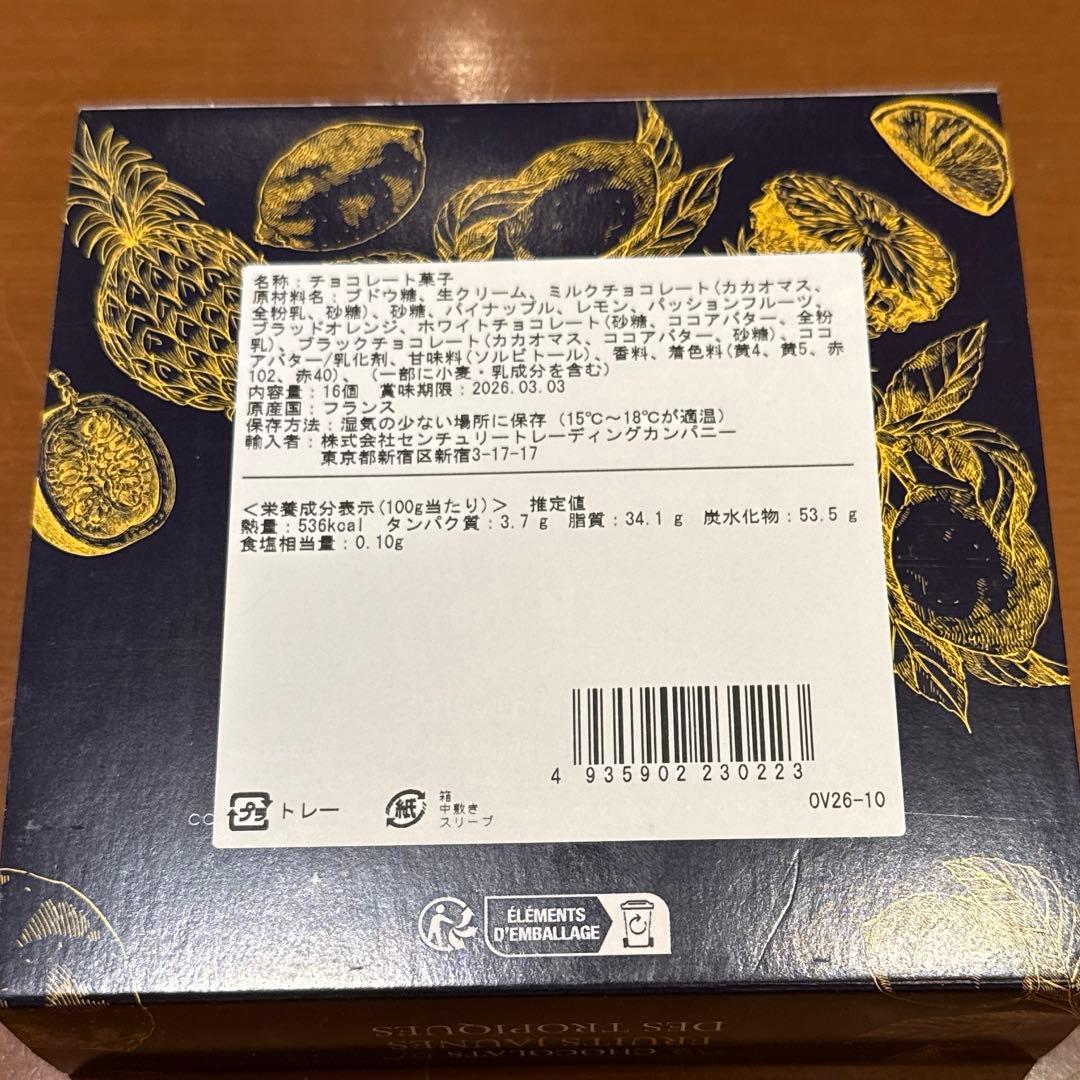 名称：チョコレート菓子
原材料名：ブドウ糖、生クリーム、ミルクチョコレート(カカオマス、
全粉乳、砂糖)、砂糖、パイナップル、レモン、パッションフルーツ、
ブラッドオレンジ、ホワイトチョコレート(砂糖、ココアバター、全粉
乳)、ブラックチョコレート(カカオマス、ココアバター、砂糖)、ココ
アバター/乳化剤、甘味料(ソルビトール)、香料、着色料(黄4、黄5、赤
102、赤40)、(一部に小麦・乳成分を含む)
内容量：16個　賞味期限：2026.03.03
原産国：フランス
保存方法：湿気の少ない場所に保存 (15℃～18℃が適温)
輸入者：株式会社センチュリートレーディングカンパニー
東京都新宿区新宿3-17-17
＜栄養成分表示(100g当たり)＞　推定値
熱量：536kcal　タンパク質：3.7ｇ　脂質：34.1ｇ　炭水化物：53.5ｇ
食塩相当量：0.10g
4 935902 230223
OV26-10
プラ トレー
紙 箱
中敷き
スリーブ
ÉLÉMENTS
D'EMBALLAGE
DES TROPIQUES
FRUITS JAUNES
CHOCOLATS